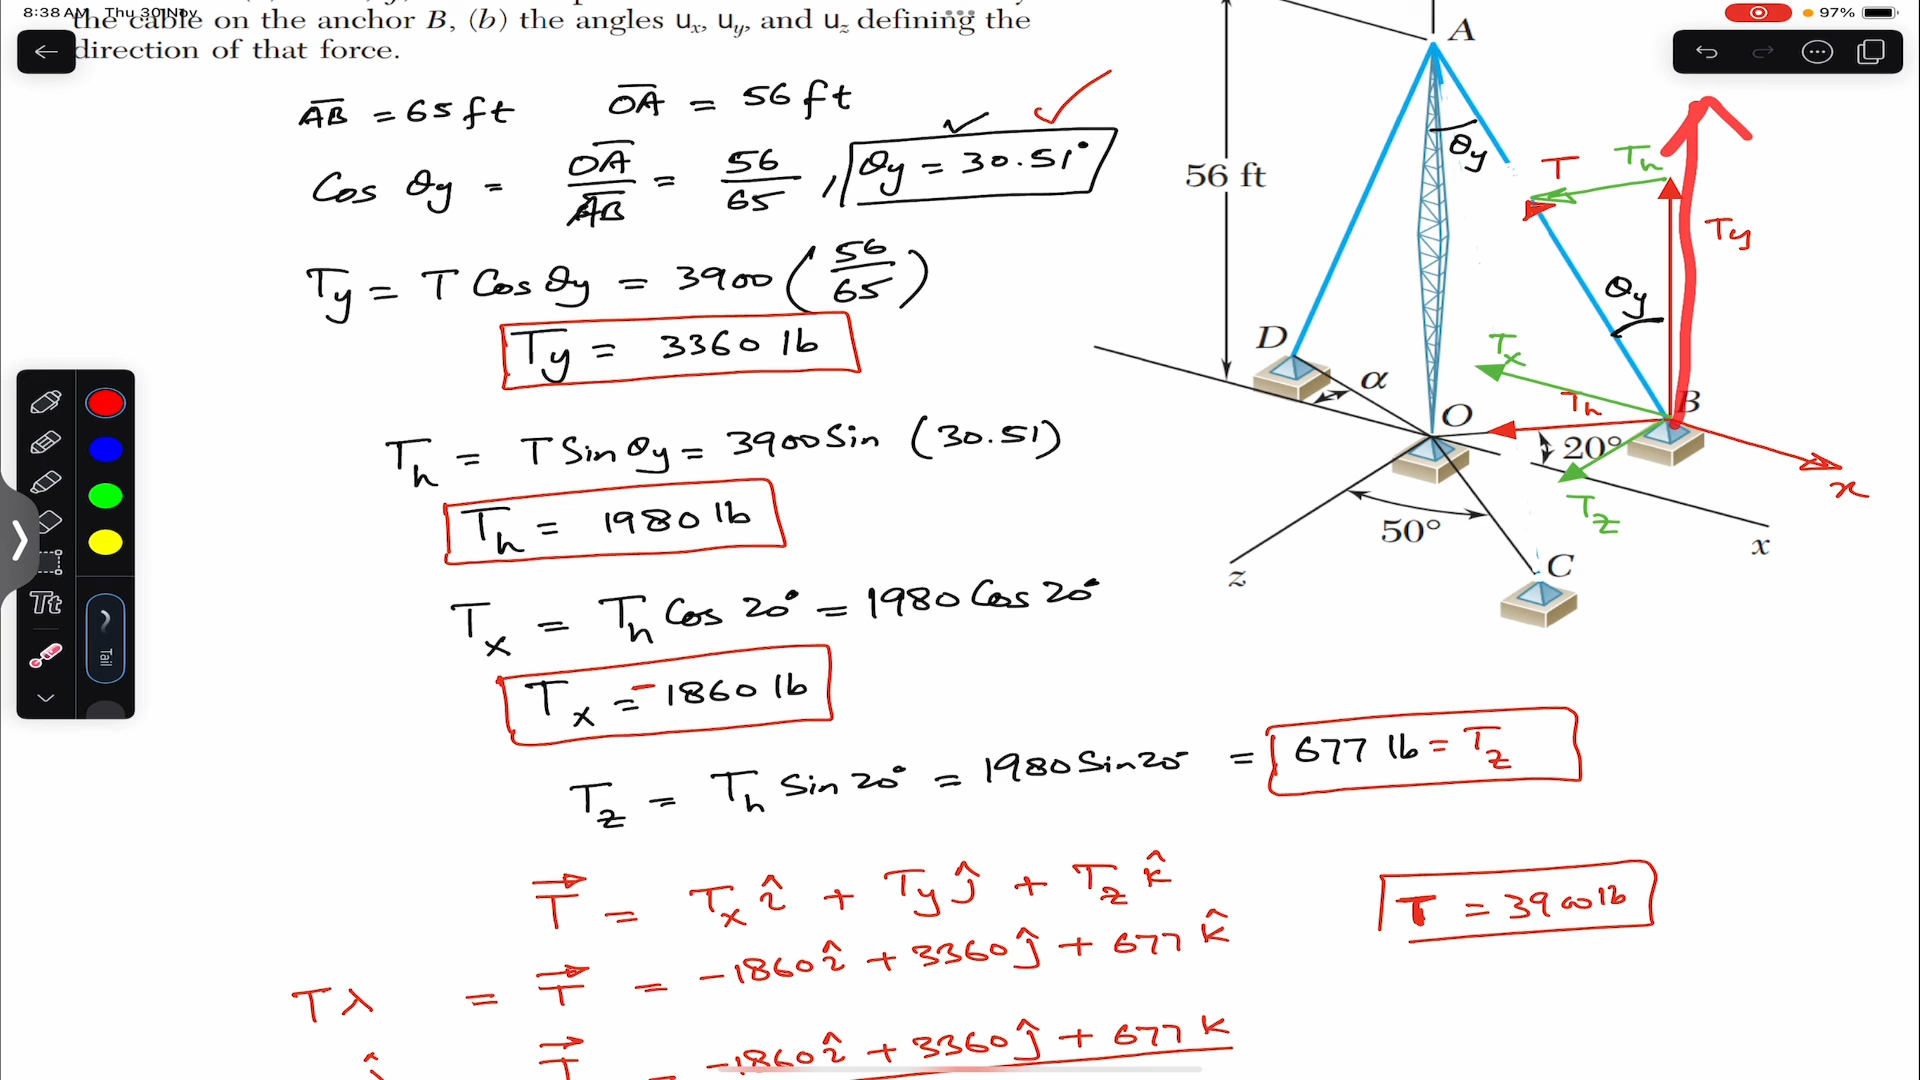 8:38 AM Thu 30 Nov
97%
the cable on the anchor B, (b) the angles uₓ, uᵧ, and u_z defining the
direction of that force.
AB = 65 ft OA = 56 ft
Cos θy = OA/AB = 56/65 , θy = 30.51°
Ty = T Cos θy = 3900 (56/65)
Ty = 3360 lb
Th = T Sin θy = 3900 Sin (30.51)
Th = 1980 lb
Tx = Th Cos 20° = 1980 Cos 20°
Tx = -1860 lb
Tz = Th Sin 20° = 1980 Sin 20° = 677 lb = Tz
T = Tx î + Ty ĵ + Tz k̂
T = 3900 lb
Tλ = T = -1860 î + 3360 ĵ + 677 k̂
T -1860 î + 3360 ĵ + 677 k
A
56 ft
θy
T
Th
Ty
θy
D
α
Tx
O
Th
B
20°
x
Tz
50°
x
z
C
Tt
Tail